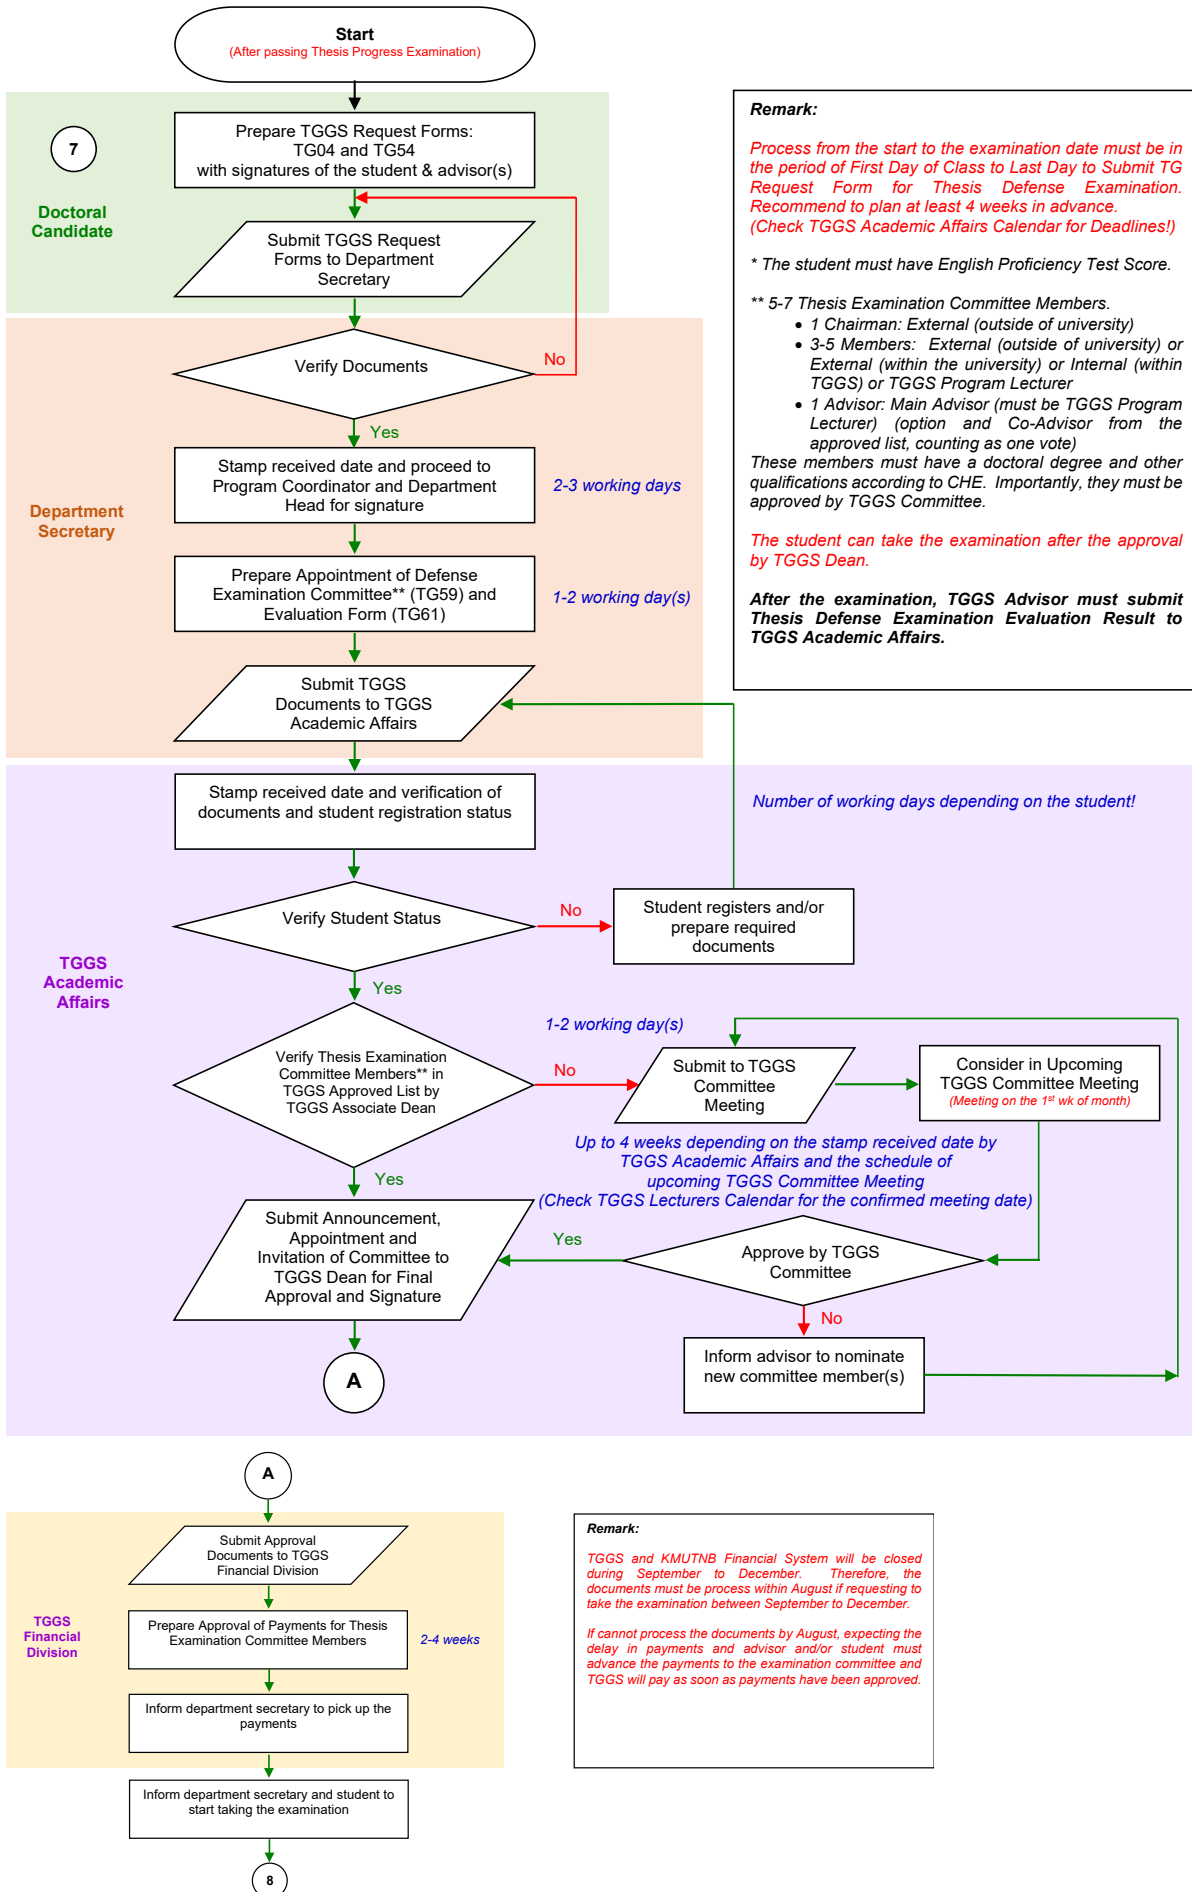 Start
(After passing Thesis Progress Examination)
7
Doctoral
Candidate
Prepare TGGS Request Forms:
TG04 and TG54
with signatures of the student & advisor(s)
Submit TGGS Request
Forms to Department
Secretary
Verify Documents
No
Yes
Department
Secretary
Stamp received date and proceed to
Program Coordinator and Department
Head for signature
2-3 working days
Prepare Appointment of Defense
Examination Committee** (TG59) and
Evaluation Form (TG61)
1-2 working day(s)
Submit TGGS
Documents to TGGS
Academic Affairs
Remark:
Process from the start to the examination date must be in
the period of First Day of Class to Last Day to Submit TG
Request Form for Thesis Defense Examination.
Recommend to plan at least 4 weeks in advance.
(Check TGGS Academic Affairs Calendar for Deadlines!)
* The student must have English Proficiency Test Score.
** 5-7 Thesis Examination Committee Members.
• 1 Chairman: External (outside of university)
• 3-5 Members: External (outside of university) or
External (within the university) or Internal (within
TGGS) or TGGS Program Lecturer
• 1 Advisor: Main Advisor (must be TGGS Program
Lecturer) (option and Co-Advisor from the
approved list, counting as one vote)
These members must have a doctoral degree and other
qualifications according to CHE. Importantly, they must be
approved by TGGS Committee.
The student can take the examination after the approval
by TGGS Dean.
After the examination, TGGS Advisor must submit
Thesis Defense Examination Evaluation Result to
TGGS Academic Affairs.
TGGS
Academic
Affairs
Stamp received date and verification of
documents and student registration status
Number of working days depending on the student!
Verify Student Status
No
Student registers and/or
prepare required
documents
Yes
Verify Thesis Examination
Committee Members** in
TGGS Approved List by
TGGS Associate Dean
1-2 working day(s)
No
Submit to TGGS
Committee
Meeting
Consider in Upcoming
TGGS Committee Meeting
(Meeting on the 1st wk of month)
Up to 4 weeks depending on the stamp received date by
TGGS Academic Affairs and the schedule of
upcoming TGGS Committee Meeting
(Check TGGS Lecturers Calendar for the confirmed meeting date)
Yes
Submit Announcement,
Appointment and
Invitation of Committee to
TGGS Dean for Final
Approval and Signature
Yes
Approve by TGGS
Committee
No
Inform advisor to nominate
new committee member(s)
A
A
TGGS
Financial
Division
Submit Approval
Documents to TGGS
Financial Division
Prepare Approval of Payments for Thesis
Examination Committee Members
2-4 weeks
Inform department secretary to pick up the
payments
Inform department secretary and student to
start taking the examination
8
Remark:
TGGS and KMUTNB Financial System will be closed
during September to December. Therefore, the
documents must be process within August if requesting to
take the examination between September to December.
If cannot process the documents by August, expecting the
delay in payments and advisor and/or student must
advance the payments to the examination committee and
TGGS will pay as soon as payments have been approved.